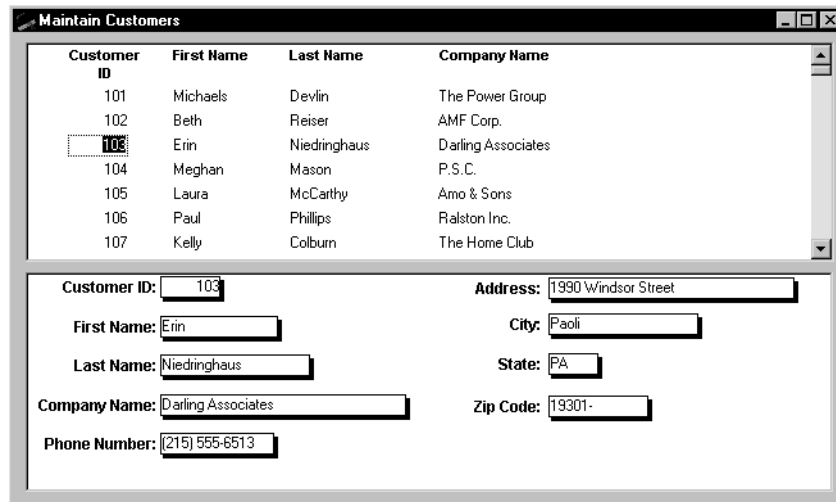 Maintain Customers
Customer ID First Name Last Name Company Name
101 Michaels Devlin The Power Group
102 Beth Reiser AMF Corp.
103 Erin Niedringhaus Darling Associates
104 Meghan Mason P.S.C.
105 Laura McCarthy Amo & Sons
106 Paul Phillips Ralston Inc.
107 Kelly Colburn The Home Club
Customer ID: 103
First Name: Erin
Last Name: Niedringhaus
Company Name: Darling Associates
Phone Number: (215) 555-6513
Address: 1990 Windsor Street
City: Paoli
State: PA
Zip Code: 19301-